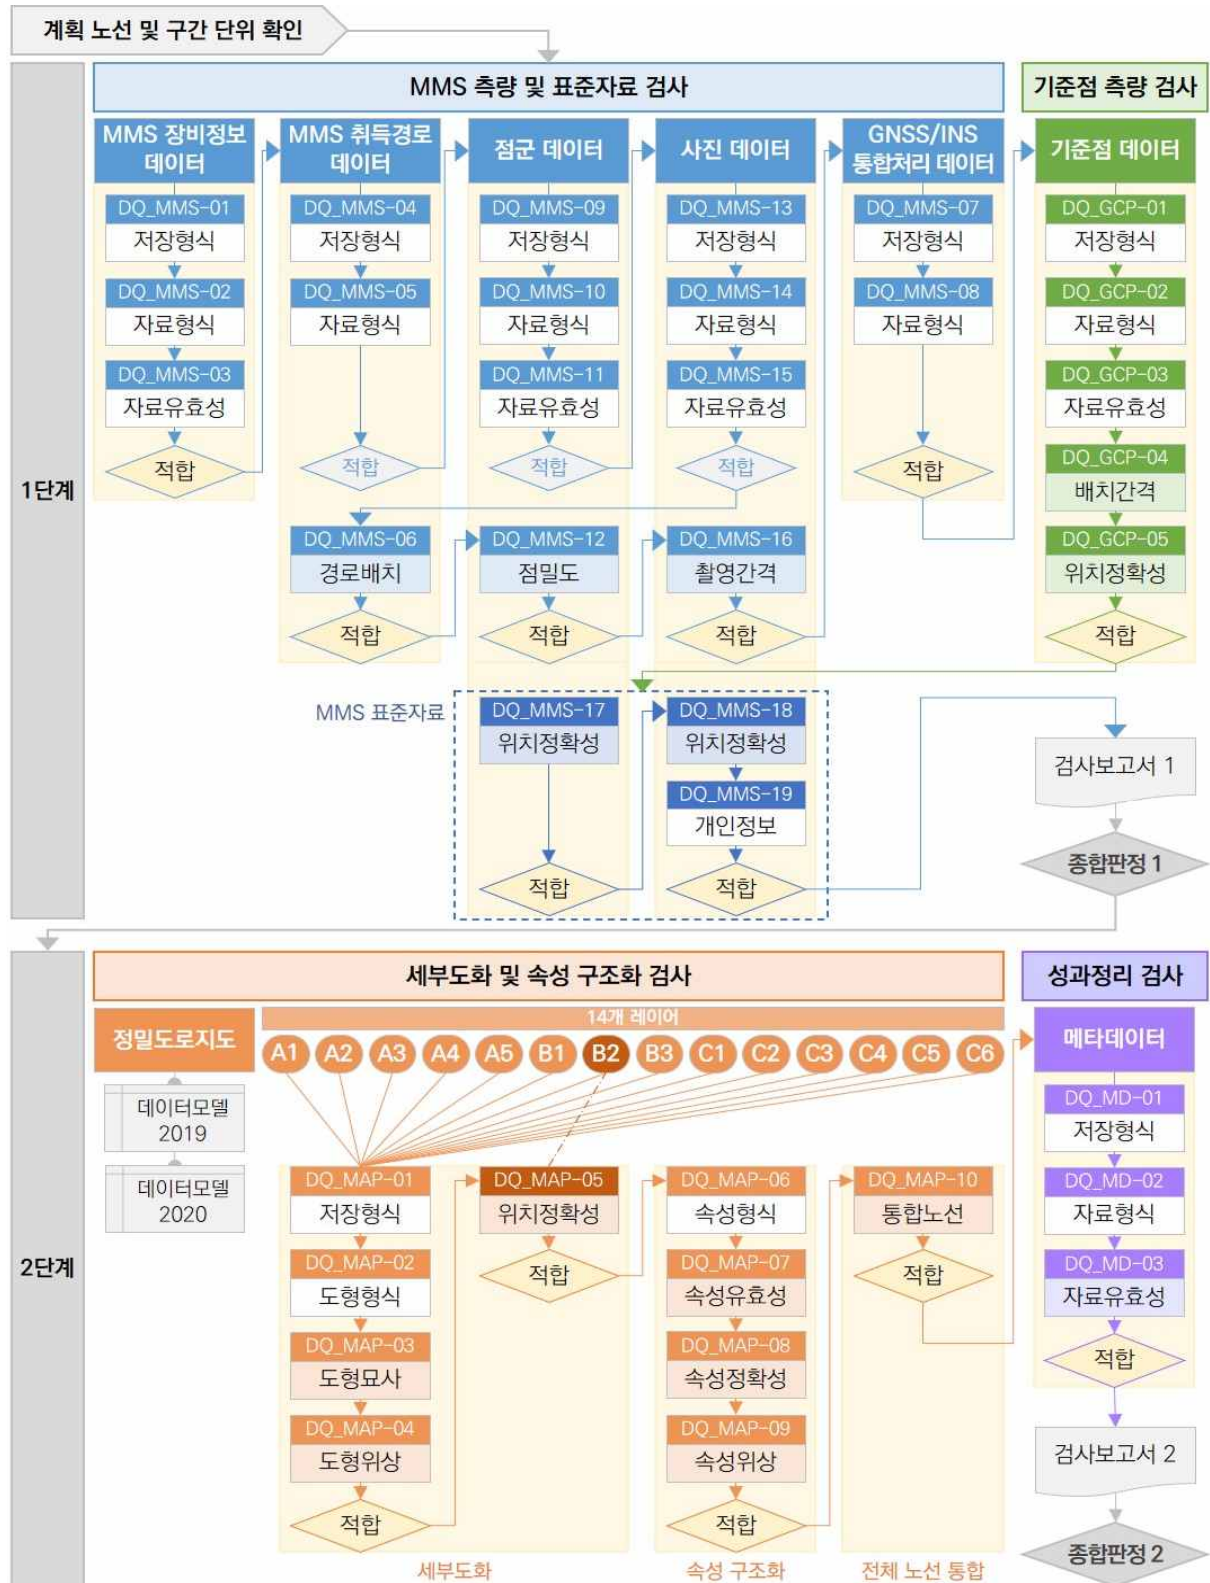 계획 노선 및 구간 단위 확인
1단계
MMS 측량 및 표준자료 검사
기준점 측량 검사
MMS 장비정보
데이터
DQ_MMS-01
저장형식
DQ_MMS-02
자료형식
DQ_MMS-03
자료유효성
적합
MMS 취득경로
데이터
DQ_MMS-04
저장형식
DQ_MMS-05
자료형식
적합
DQ_MMS-06
경로배치
적합
점군 데이터
DQ_MMS-09
저장형식
DQ_MMS-10
자료형식
DQ_MMS-11
자료유효성
적합
DQ_MMS-12
점밀도
적합
사진 데이터
DQ_MMS-13
저장형식
DQ_MMS-14
자료형식
DQ_MMS-15
자료유효성
적합
DQ_MMS-16
촬영간격
적합
GNSS/INS
통합처리 데이터
DQ_MMS-07
저장형식
DQ_MMS-08
자료형식
적합
기준점 데이터
DQ_GCP-01
저장형식
DQ_GCP-02
자료형식
DQ_GCP-03
자료유효성
DQ_GCP-04
배치간격
DQ_GCP-05
위치정확성
적합
MMS 표준자료
DQ_MMS-17
위치정확성
적합
DQ_MMS-18
위치정확성
DQ_MMS-19
개인정보
적합
검사보고서 1
종합판정 1
2단계
세부도화 및 속성 구조화 검사
성과정리 검사
정밀도로지도
데이터모델
2019
데이터모델
2020
14개 레이어
A1 A2 A3 A4 A5 B1 B2 B3 C1 C2 C3 C4 C5 C6
DQ_MAP-01
저장형식
DQ_MAP-02
도형형식
DQ_MAP-03
도형묘사
DQ_MAP-04
도형위상
적합
DQ_MAP-05
위치정확성
적합
세부도화
DQ_MAP-06
속성형식
DQ_MAP-07
속성유효성
DQ_MAP-08
속성정확성
DQ_MAP-09
속성위상
적합
속성 구조화
DQ_MAP-10
통합노선
적합
전체 노선 통합
메타데이터
DQ_MD-01
저장형식
DQ_MD-02
자료형식
DQ_MD-03
자료유효성
적합
검사보고서 2
종합판정 2